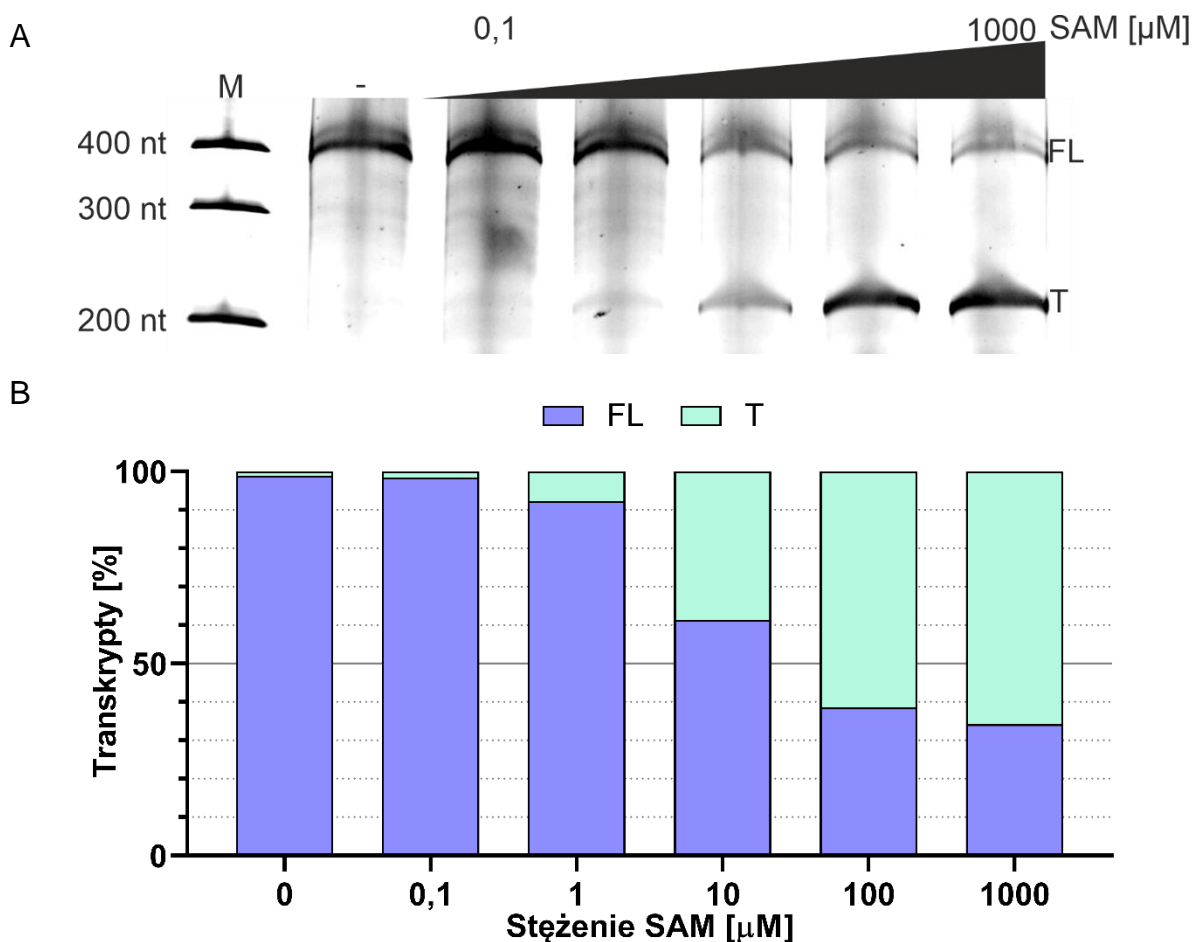 A
0,1 1000 SAM [µM]
M -
400 nt FL
300 nt
200 nt T
B
FL T
Transkrypty [%]
100
50
0
0 0,1 1 10 100 1000
Stężenie SAM [µM]